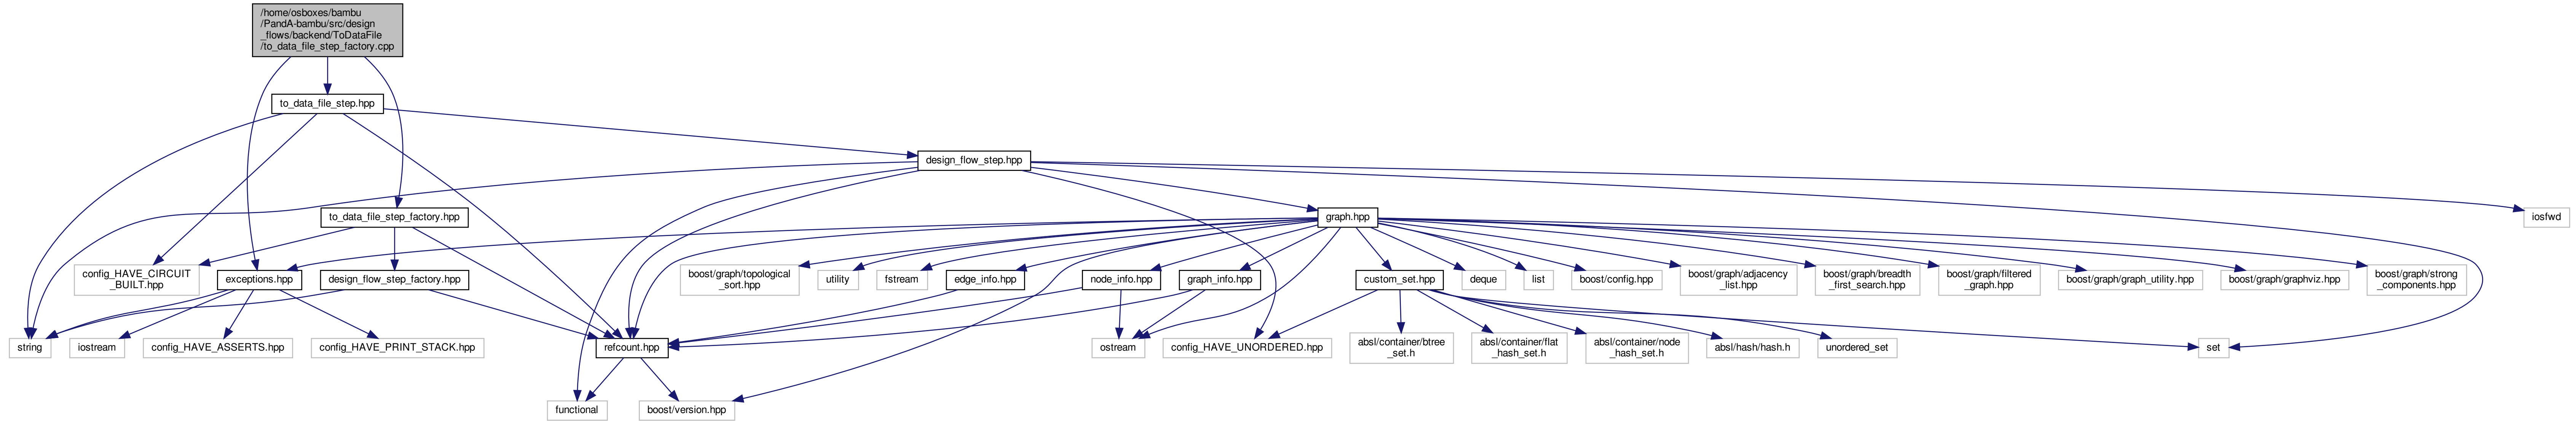 /home/osboxes/bambu
/PandA-bambu/src/design
_flows/backend/ToDataFile
/to_data_file_step_factory.cpp
to_data_file_step.hpp
design_flow_step.hpp
to_data_file_step_factory.hpp
graph.hpp
iosfwd
config_HAVE_CIRCUIT
_BUILT.hpp
exceptions.hpp
design_flow_step_factory.hpp
boost/graph/topological
_sort.hpp
utility
fstream
edge_info.hpp
node_info.hpp
graph_info.hpp
custom_set.hpp
deque
list
boost/config.hpp
boost/graph/adjacency
_list.hpp
boost/graph/breadth
_first_search.hpp
boost/graph/filtered
_graph.hpp
boost/graph/graph_utility.hpp
boost/graph/graphviz.hpp
boost/graph/strong
_components.hpp
string
iostream
config_HAVE_ASSERTS.hpp
config_HAVE_PRINT_STACK.hpp
refcount.hpp
ostream
config_HAVE_UNORDERED.hpp
absl/container/btree
_set.h
absl/container/flat
_hash_set.h
absl/container/node
_hash_set.h
absl/hash/hash.h
unordered_set
set
functional
boost/version.hpp